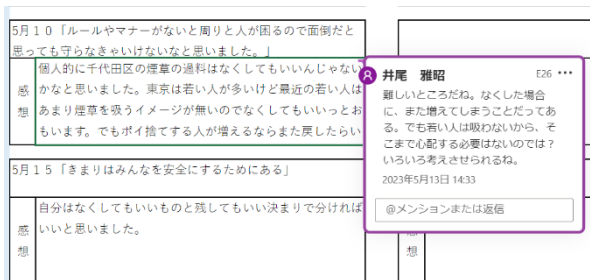 5月10「ルールやマナーがないと周りと人が困るので面倒だと
思っても守らなきゃいけないなと思いました。」
感想
個人的に千代田区の煙草の過料はなくしてもいいんじゃない
かなと思いました。東京は若い人が多いけど最近の若い人は
あまり煙草を吸うイメージが無いのでなくしてもいいっとお
もいます。でもポイ捨てする人が増えるならまた戻したらい
井尾 雅昭
E26
難しいところだね。なくした場合
に、また増えてしまうことだってあ
る。でも若い人は吸わないから、そ
こまで心配する必要はないのでは?
いろいろ考えさせられるね。
2023年5月13日 14:33
@メンションまたは返信
5月15「きまりはみんなを安全にするためにある」
感想
自分はなくしてもいいものと残してもいい決まりで分ければ
いいと思いました。
想